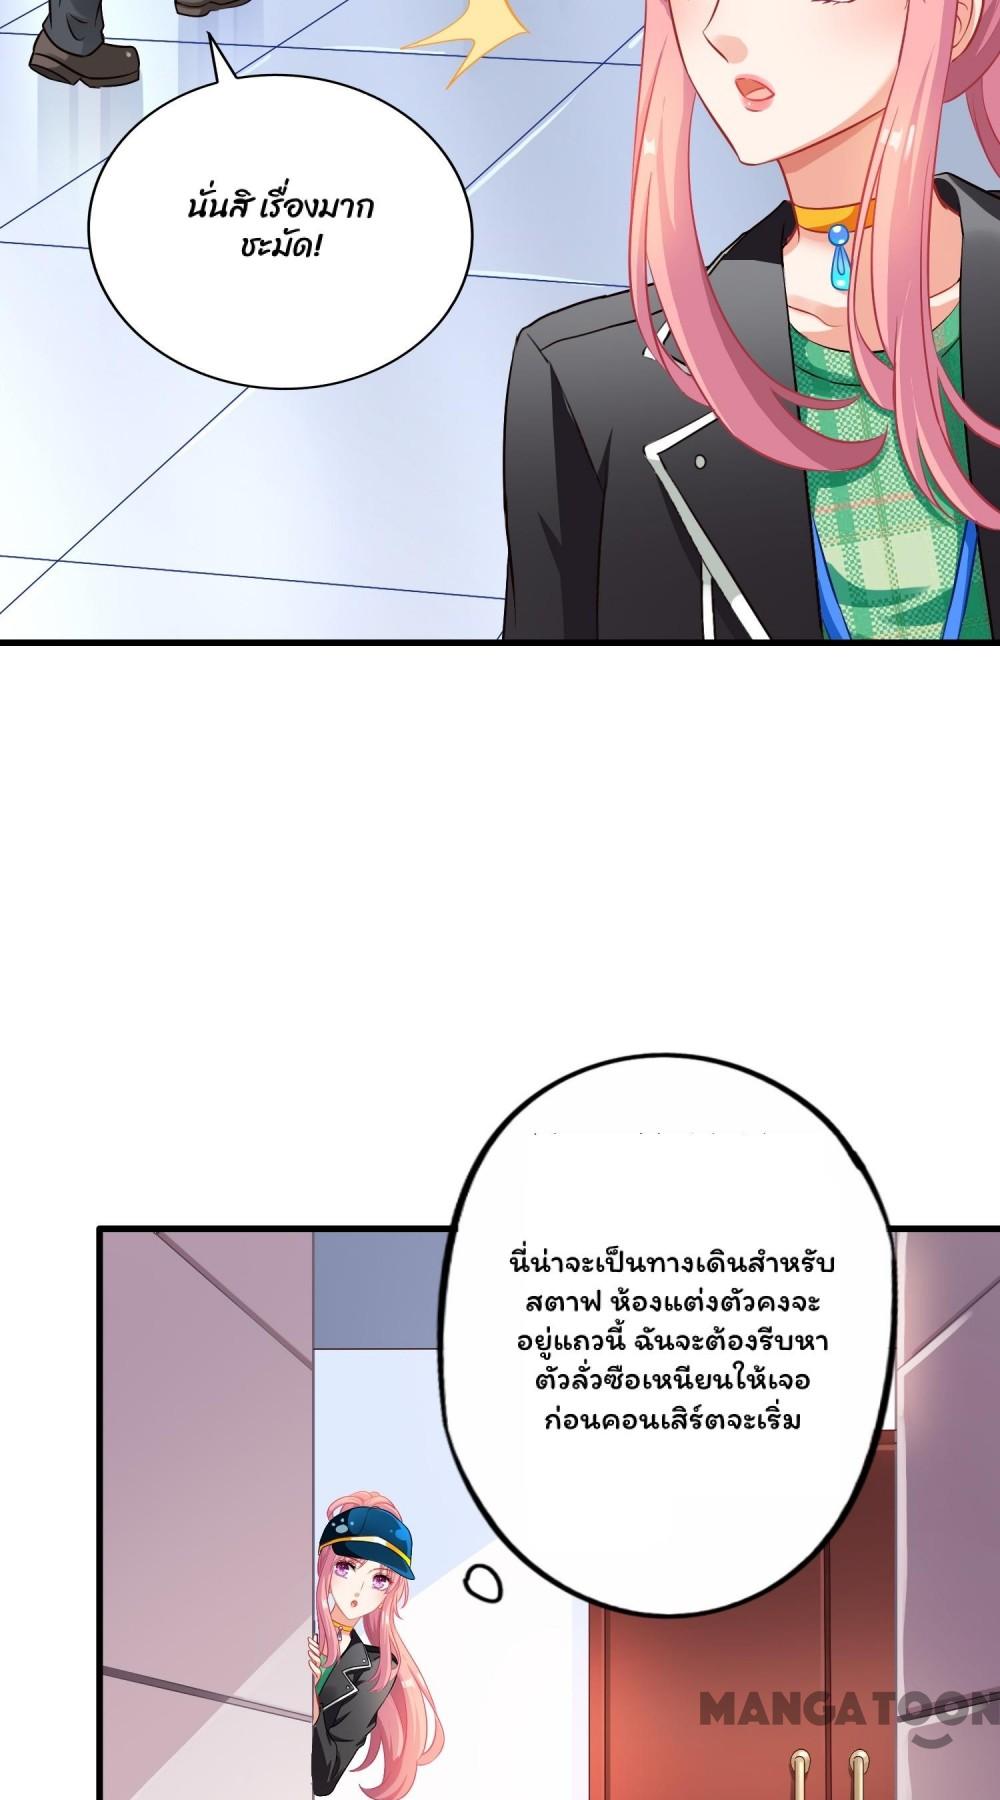 นั่นสิ เรื่องมาก
ชะมัด!
นี่น่าจะเป็นทางเดินสำหรับ
สตาฟ ห้องแต่งตัวคงจะ
อยู่แถวนี้ ฉันจะต้องรีบหา
ตัวลั่วซือเหนียนให้เจอ
ก่อนคอนเสิร์ตจะเริ่ม
MANGATOON